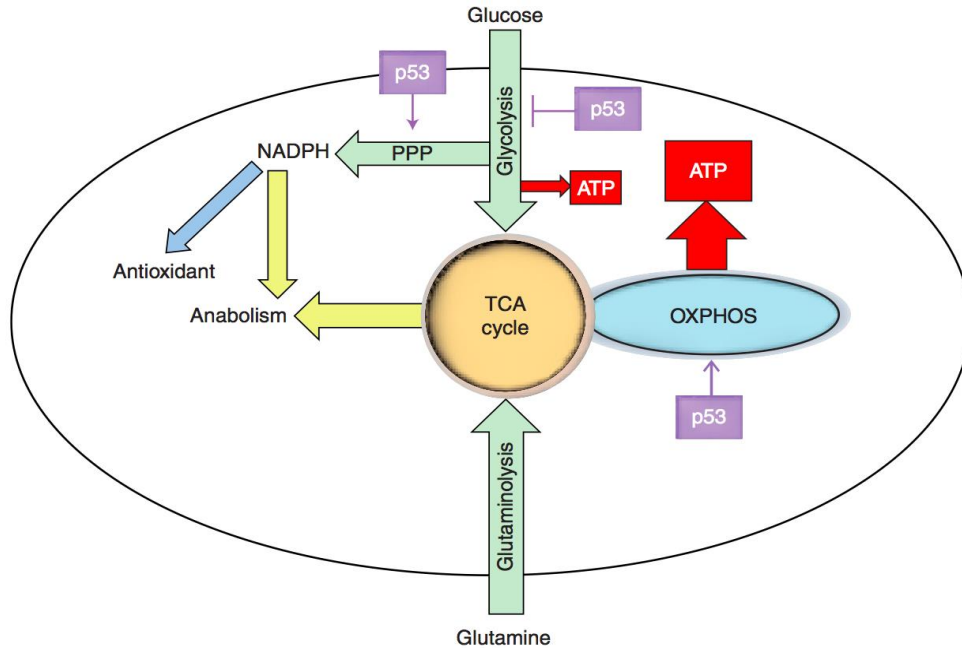 Glucose
p53
Glycolysis
p53
NADPH
PPP
ATP
ATP
Antioxidant
Anabolism
TCA
cycle
OXPHOS
p53
Glutaminolysis
Glutamine